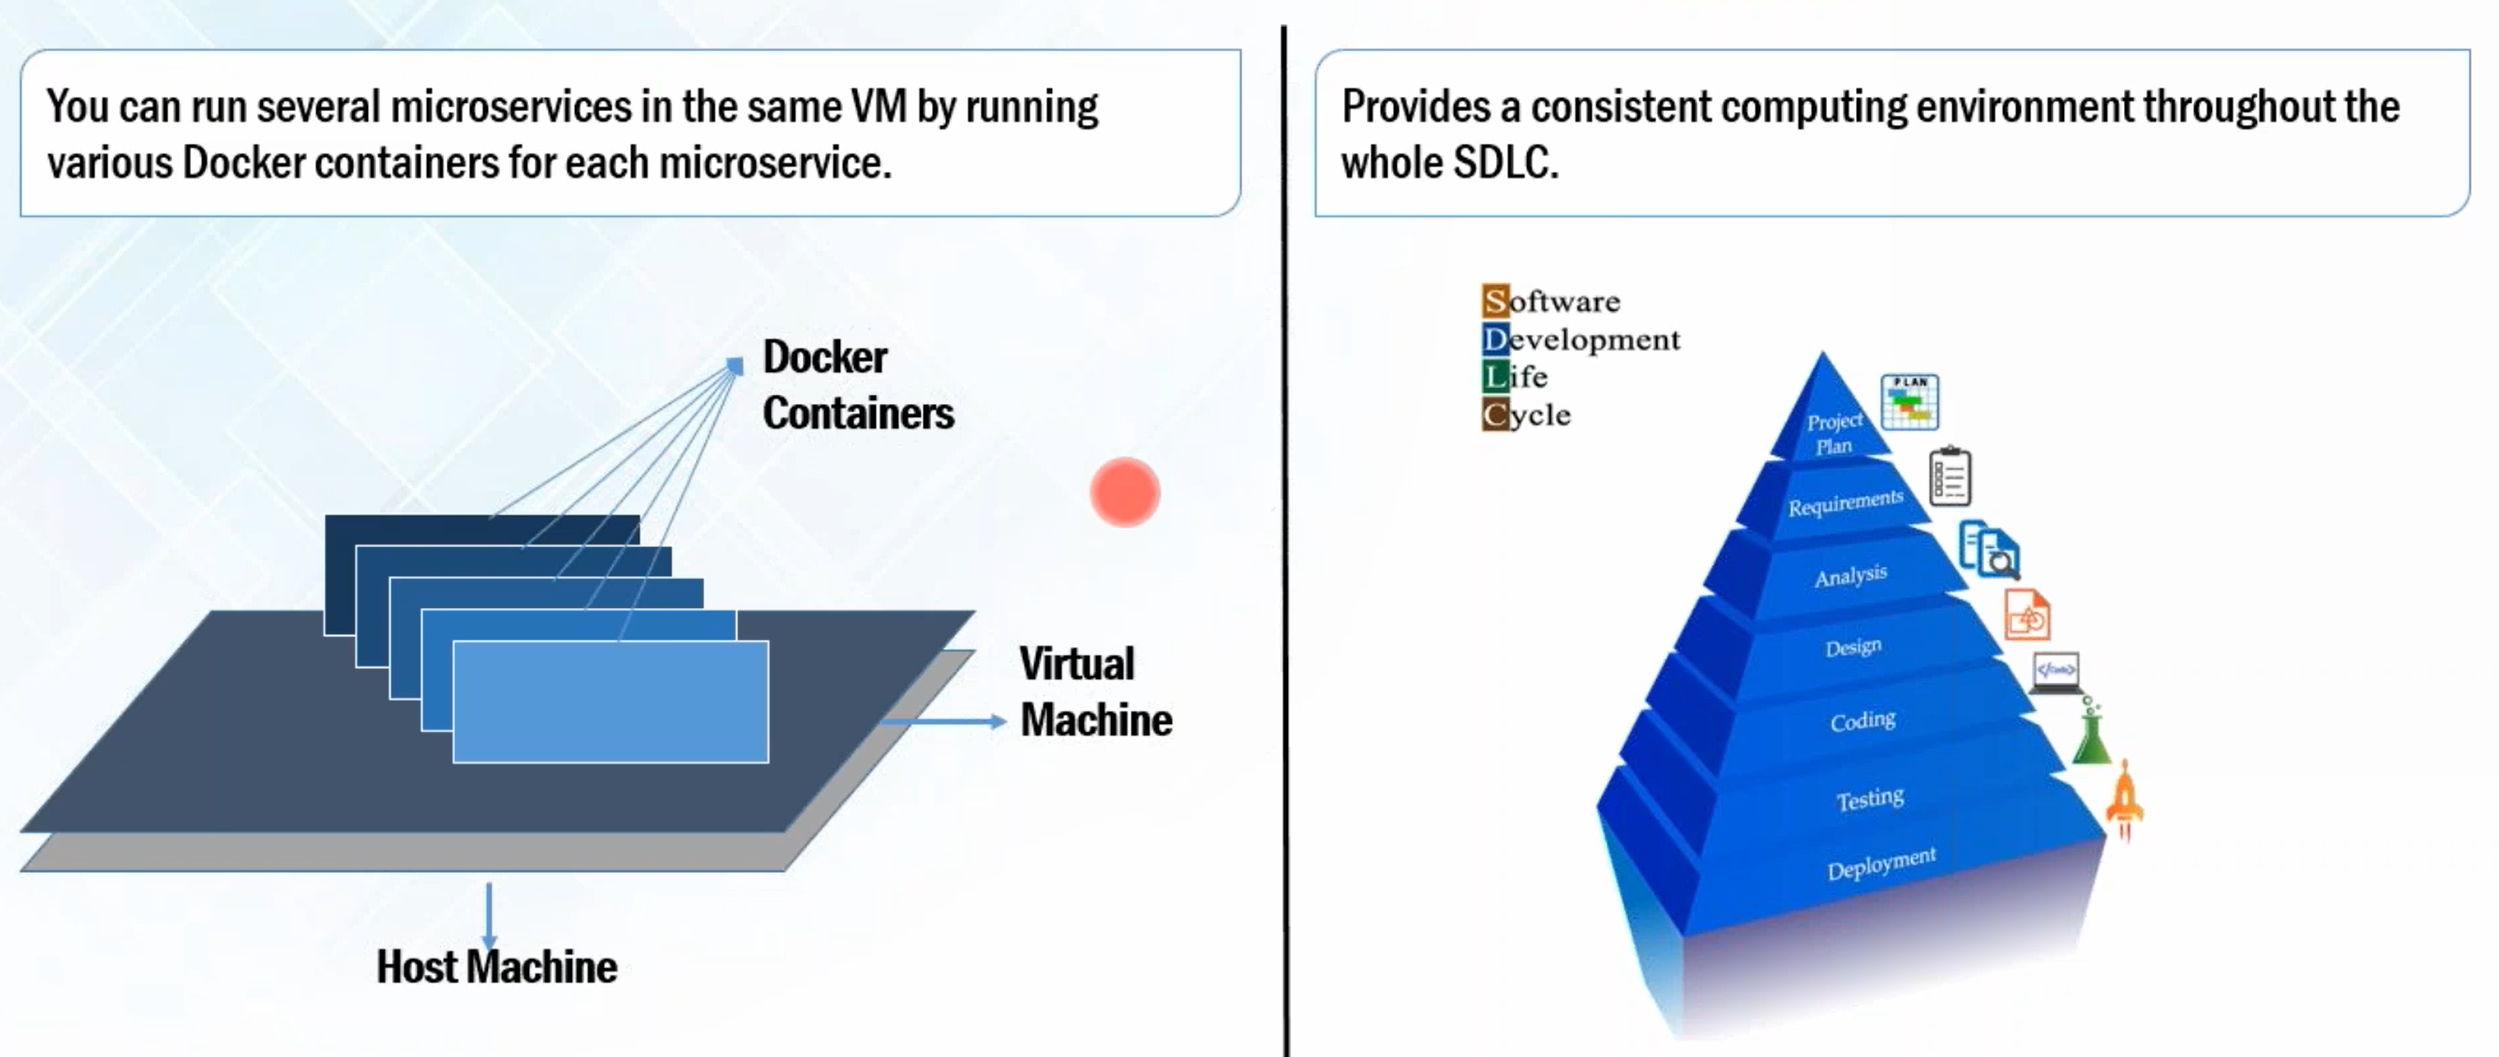 You can run several microservices in the same VM by running
various Docker containers for each microservice.
Docker
Containers
Virtual
Machine
Host Machine
Provides a consistent computing environment throughout the
whole SDLC.
Software
Development
Life
Cycle
PLAN
Project
Plan
Requirements
Analysis
Design
</Code>
Coding
Testing
Deployment